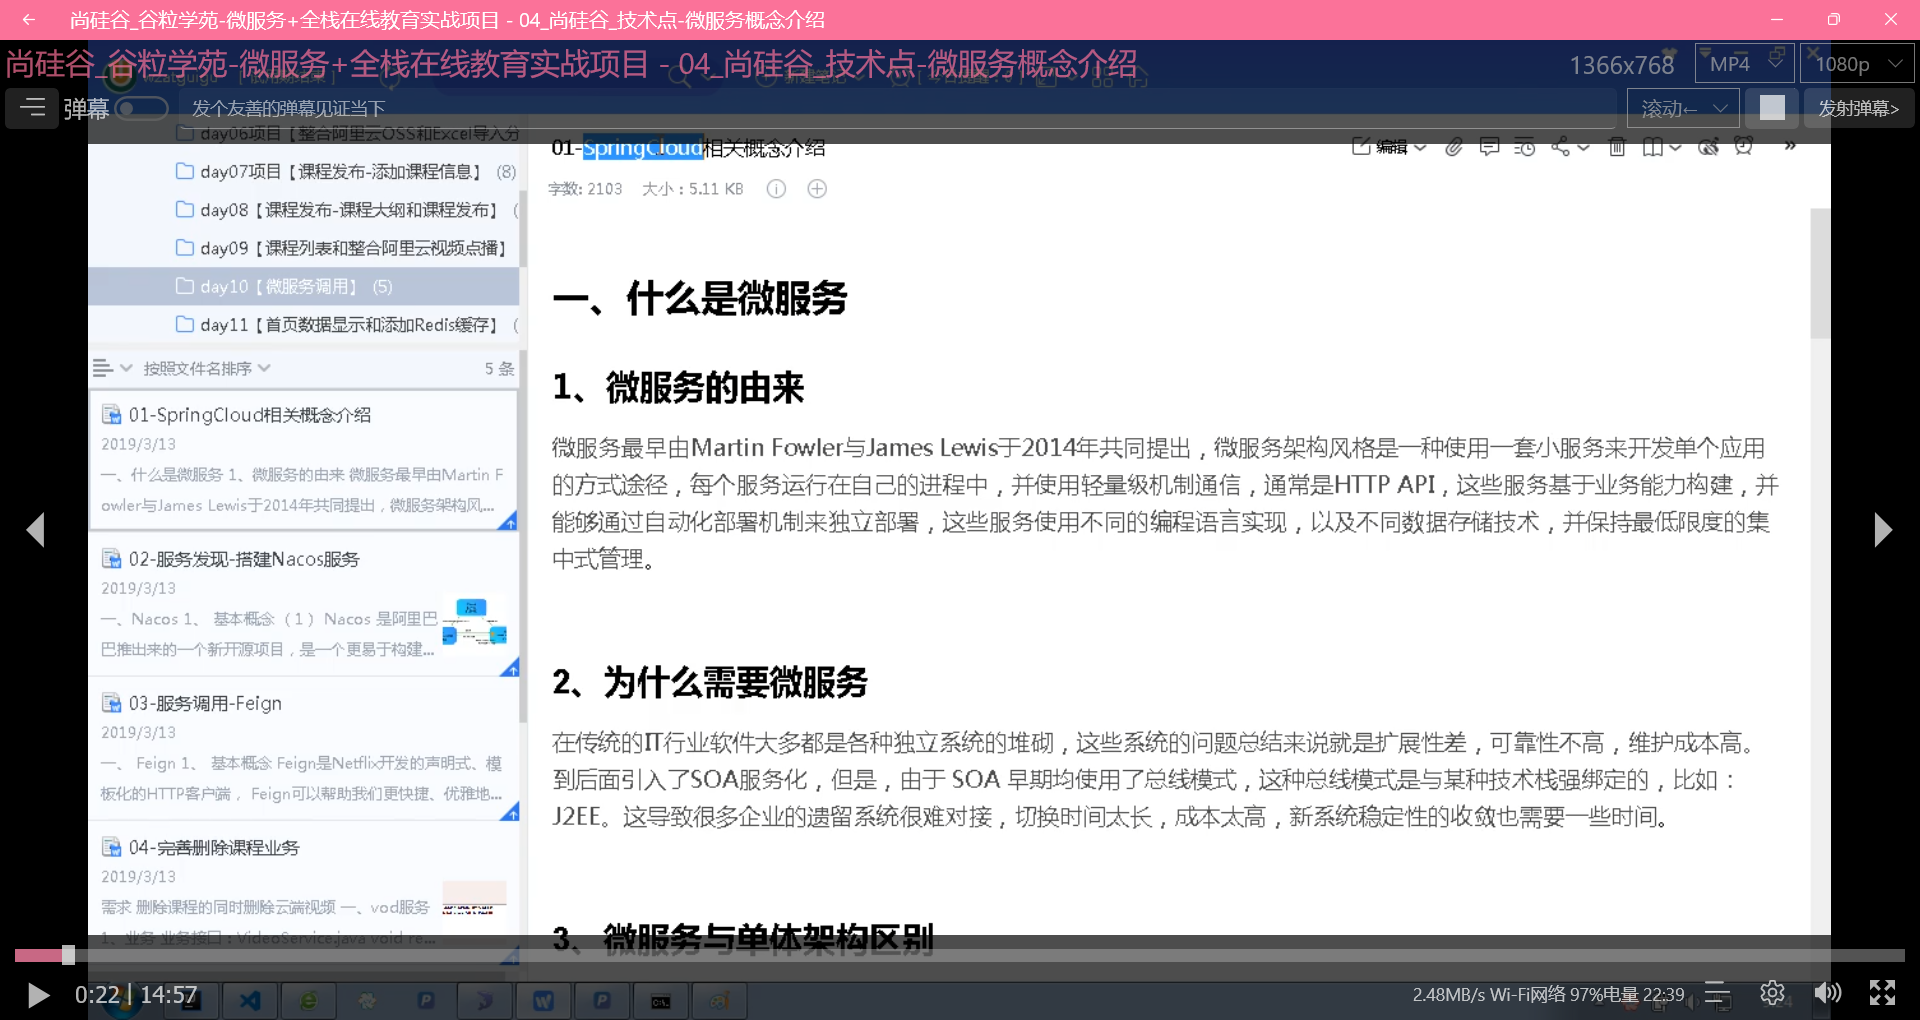 尚硅谷_谷粒学苑-微服务+全栈在线教育实战项目 - 04_尚硅谷_技术点-微服务概念介绍
尚硅谷_谷粒学苑-微服务+全栈在线教育实战项目 - 04_尚硅谷_技术点-微服务概念介绍
1366x768
MP4
1080p
弹幕
发个友善的弹幕见证当下
滚动←
发射弹幕>
day06项目【整合阿里云OSS和Excel导入分
day07项目【课程发布-添加课程信息】 (8)
day08【课程发布-课程大纲和课程发布】 (
day09【课程列表和整合阿里云视频点播】
day10【微服务调用】 (5)
day11【首页数据显示和添加Redis缓存】 (
按照文件名排序
5 条
01-SpringCloud相关概念介绍
2019/3/13
一、什么是微服务 1、微服务的由来 微服务最早由Martin F
owler与James Lewis于2014年共同提出，微服务架构风...
02-服务发现-搭建Nacos服务
2019/3/13
一、Nacos 1、 基本概念 （1） Nacos 是阿里巴
巴推出来的一个新开源项目，是一个更易于构建...
03-服务调用-Feign
2019/3/13
一、 Feign 1、 基本概念 Feign是Netflix开发的声明式、模
板化的HTTP客户端， Feign可以帮助我们更快捷、优雅地...
04-完善删除课程业务
2019/3/13
需求 删除课程的同时删除云端视频 一、vod服务
1、业务 业务接口：VideoService.java void re...
01-SpringCloud相关概念介绍
编辑
字数: 2103 大小：5.11 KB
一、什么是微服务
1、微服务的由来
微服务最早由Martin Fowler与James Lewis于2014年共同提出，微服务架构风格是一种使用一套小服务来开发单个应用
的方式途径，每个服务运行在自己的进程中，并使用轻量级机制通信，通常是HTTP API，这些服务基于业务能力构建，并
能够通过自动化部署机制来独立部署，这些服务使用不同的编程语言实现，以及不同数据存储技术，并保持最低限度的集
中式管理。
2、为什么需要微服务
在传统的IT行业软件大多都是各种独立系统的堆砌，这些系统的问题总结来说就是扩展性差，可靠性不高，维护成本高。
到后面引入了SOA服务化，但是，由于 SOA 早期均使用了总线模式，这种总线模式是与某种技术栈强绑定的，比如：
J2EE。这导致很多企业的遗留系统很难对接，切换时间太长，成本太高，新系统稳定性的收敛也需要一些时间。
3、微服务与单体架构区别
0:22 | 14:57
2.48MB/s Wi-Fi网络 97%电量 22:39